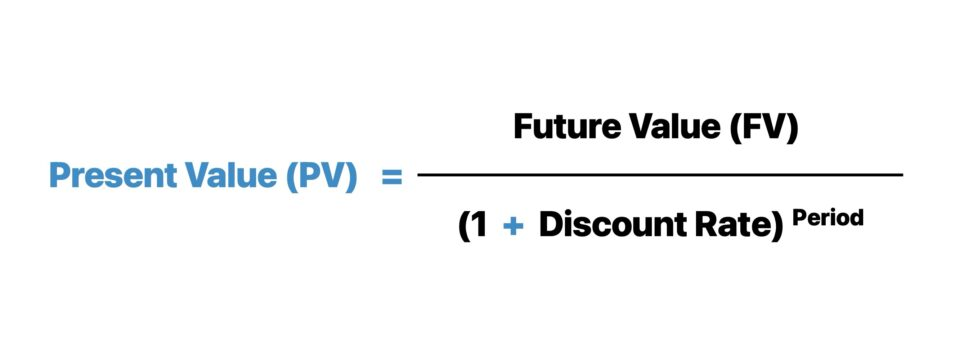 Present Value (PV) = Future Value (FV)
(1 + Discount Rate) Period